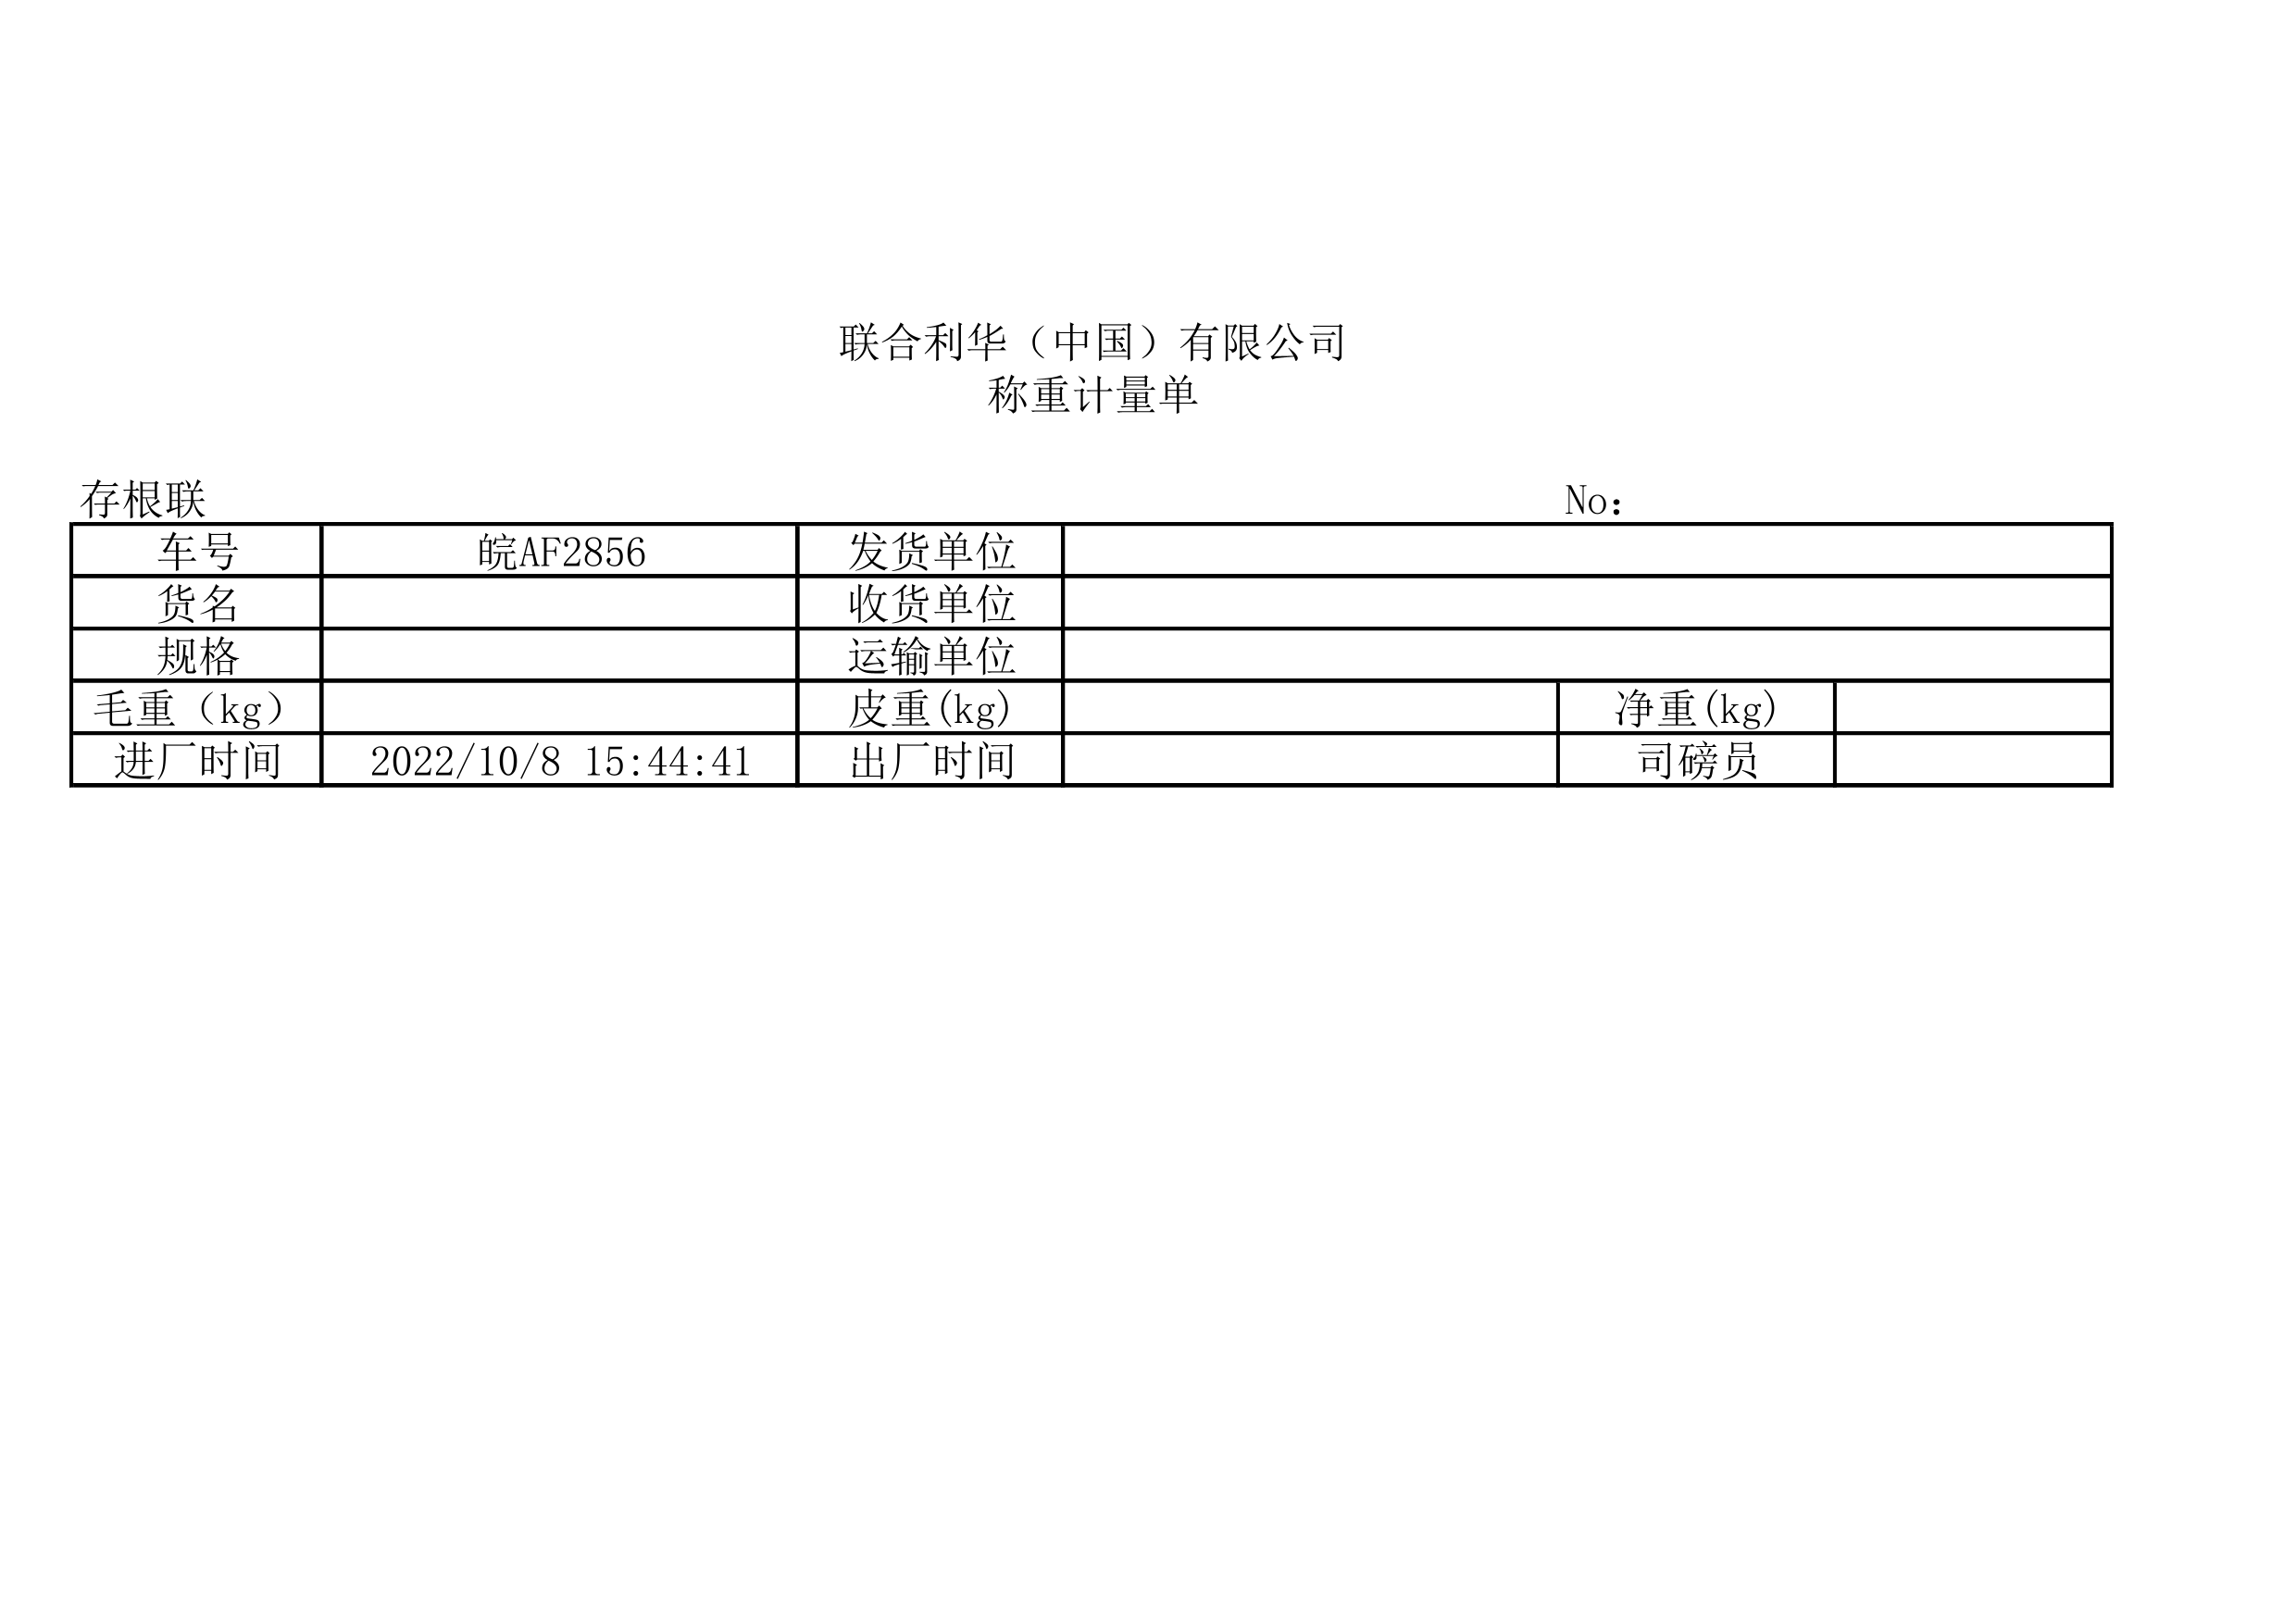 联合利华（中国）有限公司
称重计量单
存根联 No：
车号 皖AF2856 发货单位
货名 收货单位
规格 运输单位
毛重（kg） 皮重(kg) 净重(kg)
进厂时间 2022/10/8 15:44:41 出厂时间 司磅员